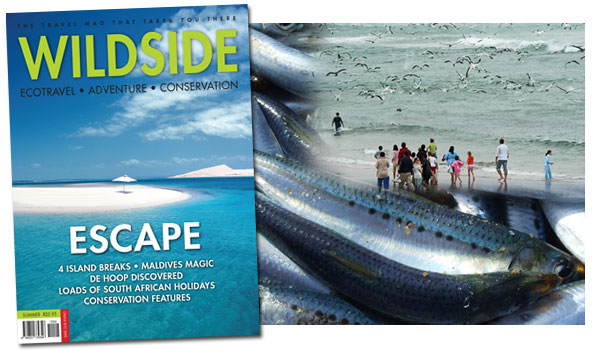 THE TRAVEL MAG THAT TAKES YOU THERE
WILDSIDE
ECOTRAVEL • ADVENTURE • CONSERVATION
ESCAPE
4 ISLAND BREAKS • MALDIVES MAGIC
DE HOOP DISCOVERED
LOADS OF SOUTH AFRICAN HOLIDAYS
CONSERVATION FEATURES